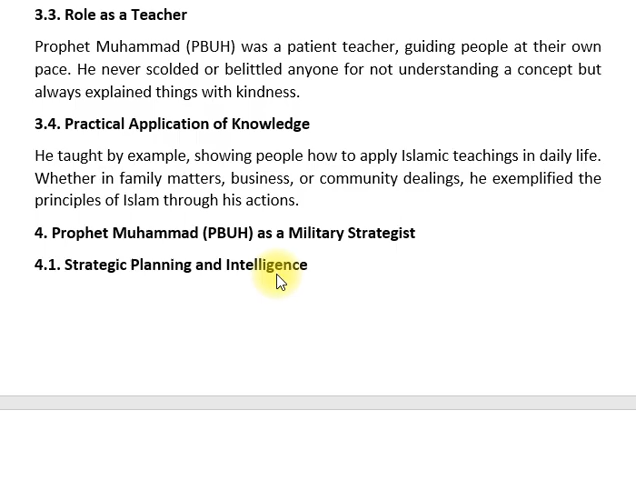 3.3. Role as a Teacher
Prophet Muhammad (PBUH) was a patient teacher, guiding people at their own
pace. He never scolded or belittled anyone for not understanding a concept but
always explained things with kindness.
3.4. Practical Application of Knowledge
He taught by example, showing people how to apply Islamic teachings in daily life.
Whether in family matters, business, or community dealings, he exemplified the
principles of Islam through his actions.
4. Prophet Muhammad (PBUH) as a Military Strategist
4.1. Strategic Planning and Intelligence